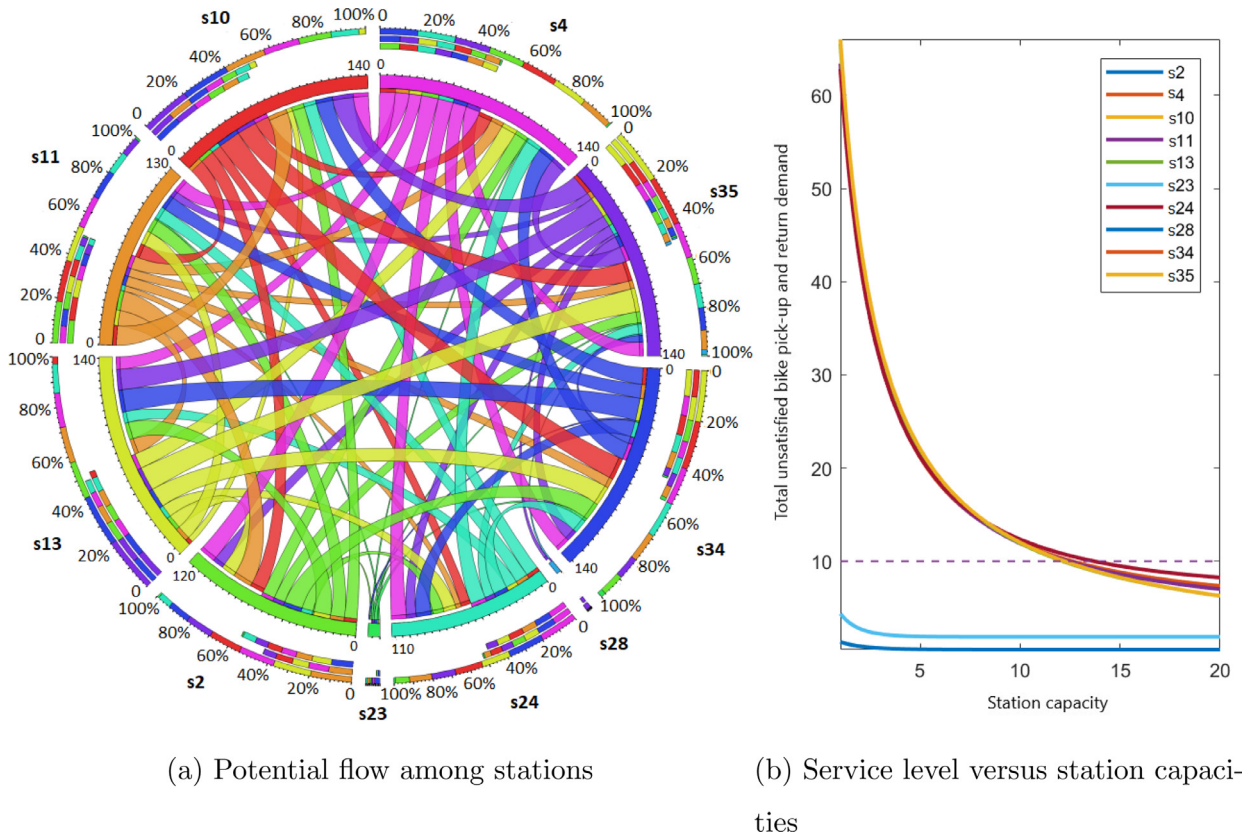 s10
s4
s35
s34
s28
s24
s23
s2
s13
s11
0 20% 40% 60% 80% 100%
0 20% 40% 60% 80% 100%
0 20% 40% 60% 80% 100%
0 20% 40% 60% 80% 100%
0 20% 40% 60% 80% 100%
0 20% 40% 60% 80% 100%
0 20% 40% 60% 80% 100%
0 20% 40% 60% 80% 100%
140
0
140
0
140
0
140
0
110
0
120
0
140
0
130
0
Total unsatisfied bike pick-up and return demand
60
50
40
30
20
10
5 10 15 20
Station capacity
s2
s4
s10
s11
s13
s23
s24
s28
s34
s35
(a) Potential flow among stations
(b) Service level versus station capaci-
ties